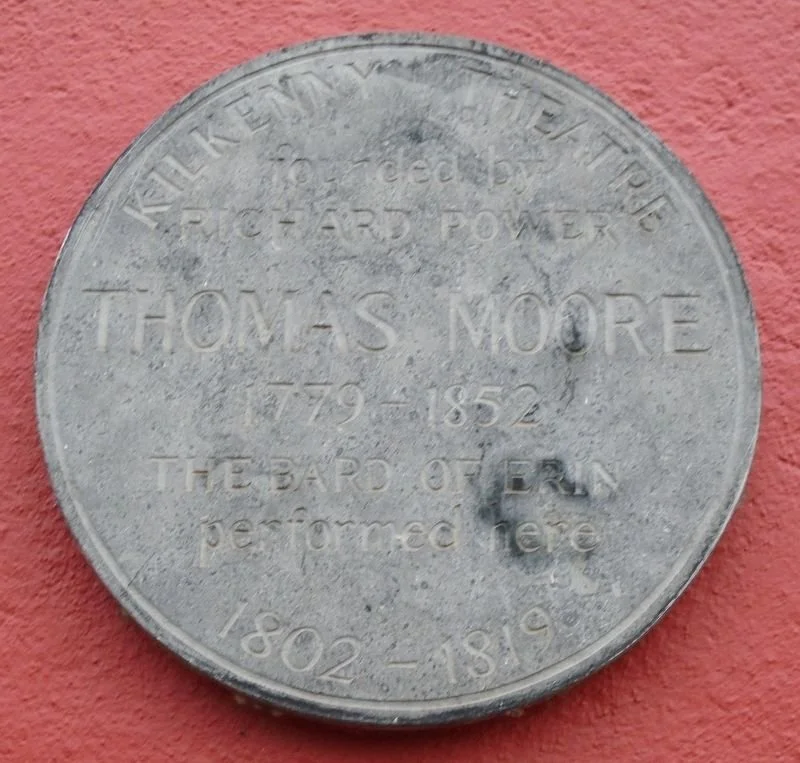 KILKENNY THEATRE
founded by
RICHARD POWER
THOMAS MOORE
1779 – 1852
THE BARD OF ERIN
performed here
1802 – 1819